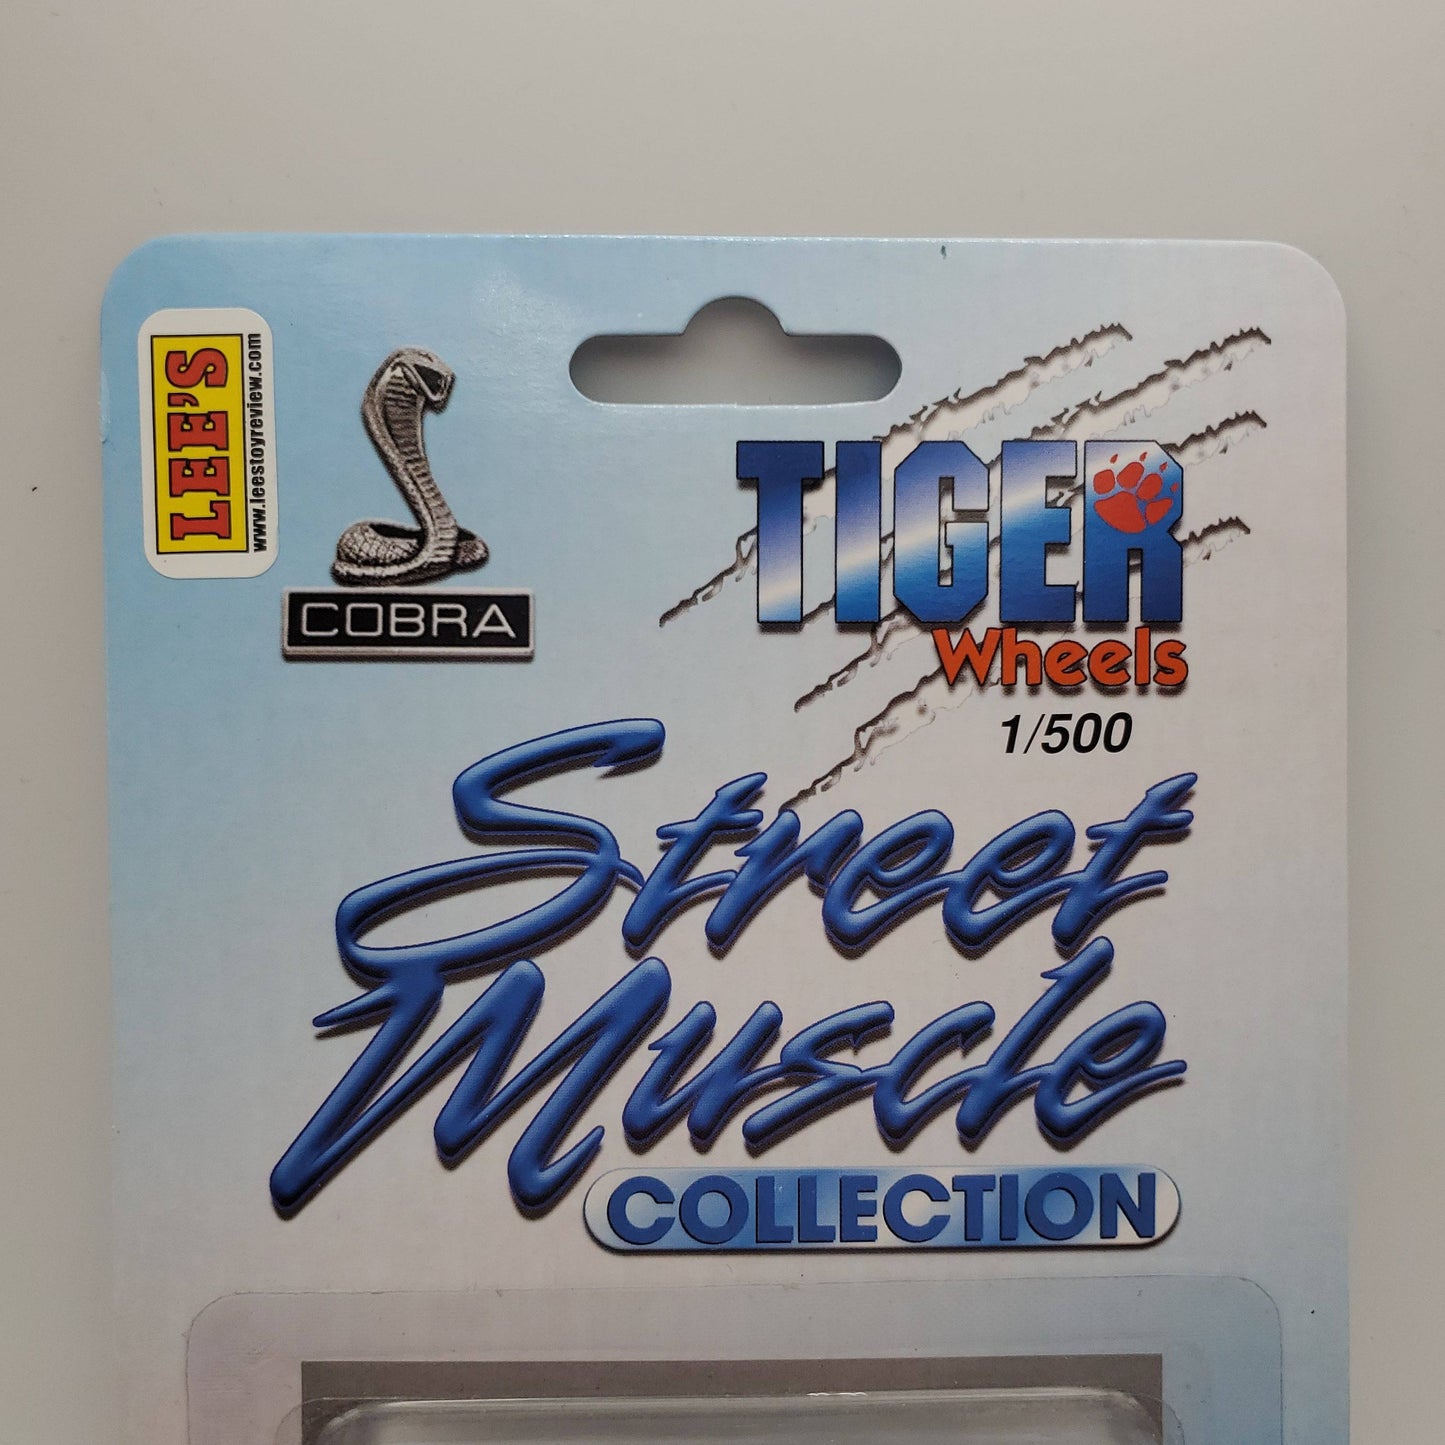 LEE'S
www.leestoyreview.com
COBRA
TIGER
Wheels
1/500
Street
Muscle
COLLECTION